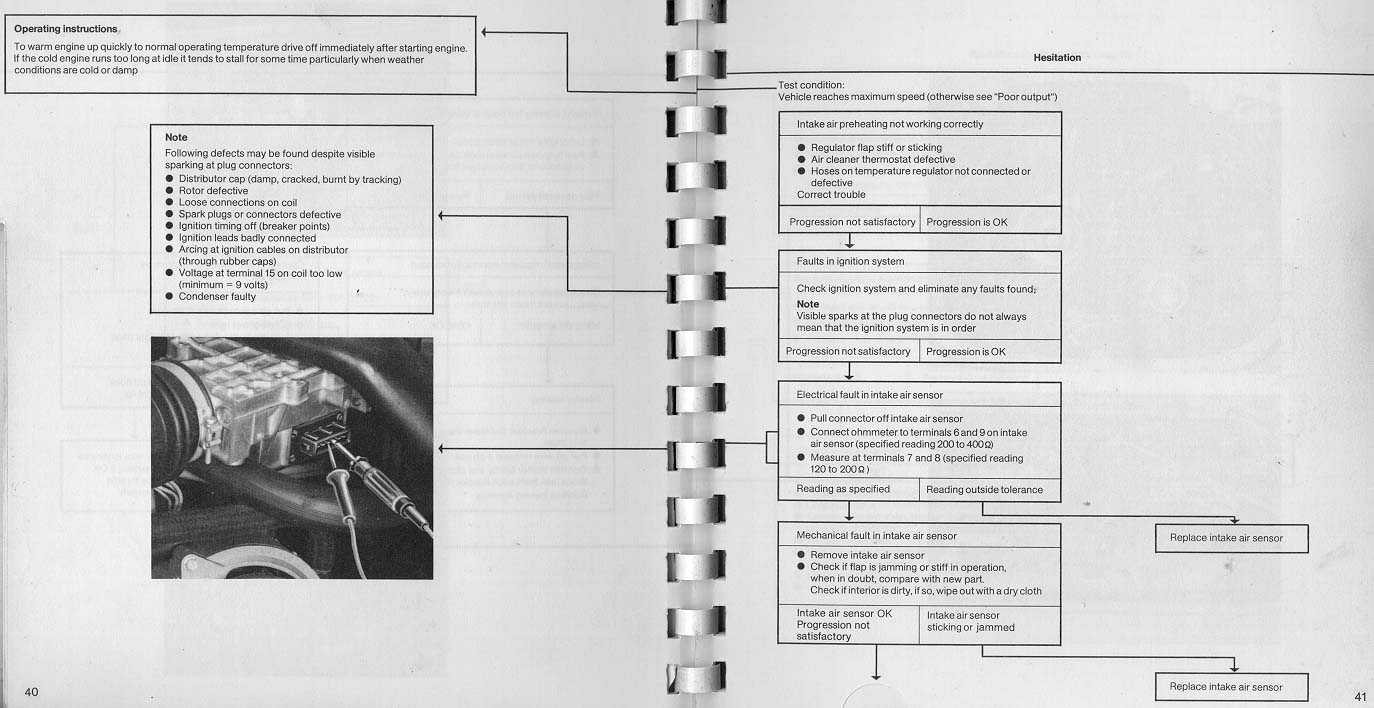 Operating instructions
To warm engine up quickly to normal operating temperature drive off immediately after starting engine.
If the cold engine runs too long at idle it tends to stall for some time particularly when weather
conditions are cold or damp
Note
Following defects may be found despite visible
sparking at plug connectors:
● Distributor cap (damp, cracked, burnt by tracking)
● Rotor defective
● Loose connections on coil
● Spark plugs or connectors defective
● Ignition timing off (breaker points)
● Ignition leads badly connected
● Arcing at ignition cables on distributor
(through rubber caps)
● Voltage at terminal 15 on coil too low
(minimum = 9 volts)
● Condenser faulty
40
Hesitation
Test condition:
Vehicle reaches maximum speed (otherwise see "Poor output")
Intake air preheating not working correctly
● Regulator flap stiff or sticking
● Air cleaner thermostat defective
● Hoses on temperature regulator not connected or
defective
Correct trouble
Progression not satisfactory
Progression is OK
Faults in ignition system
Check ignition system and eliminate any faults found;
Note
Visible sparks at the plug connectors do not always
mean that the ignition system is in order
Progression not satisfactory
Progression is OK
Electrical fault in intake air sensor
● Pull connector off intake air sensor
● Connect ohmmeter to terminals 6 and 9 on intake
air sensor (specified reading 200 to 400 Ω)
● Measure at terminals 7 and 8 (specified reading
120 to 200 Ω)
Reading as specified
Reading outside tolerance
Replace intake air sensor
Mechanical fault in intake air sensor
● Remove intake air sensor
● Check if flap is jamming or stiff in operation,
when in doubt, compare with new part.
Check if interior is dirty, if so, wipe out with a dry cloth
Intake air sensor OK
Progression not
satisfactory
Intake air sensor
sticking or jammed
Replace intake air sensor
41